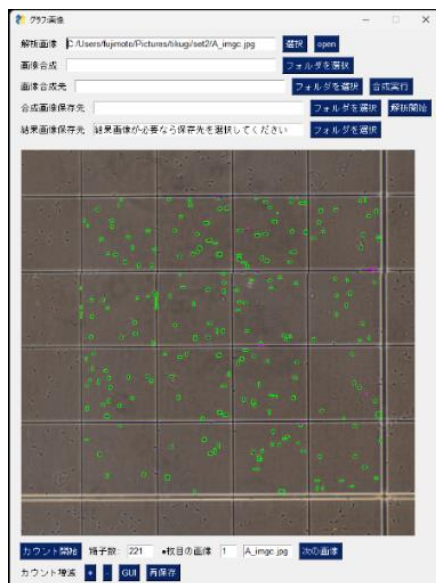 グラフ画像
解析画像 C:/Users/fujimote/Pictures/tikugi/set2/A_imgc.jpg 選択 open
画像合成 フォルダを選択
画像合成先 フォルダを選択 合成実行
合成画像保存先 フォルダを選択 解析開始
結果画像保存先 結果画像が必要なら保存先を選択してください フォルダを選択
カウント開始 精子数: 221 *枚目の画像 1 A_imgc.jpg 次の画像
カウント増減 + - GUI 再保存